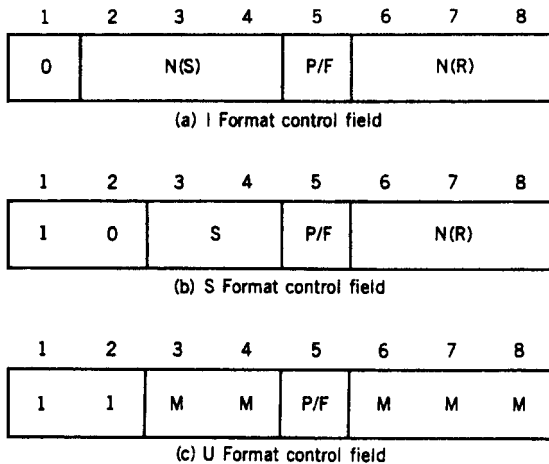 1 2 3 4 5 6 7 8
0 N(S) P/F N(R)
(a) I Format control field
1 2 3 4 5 6 7 8
1 0 S P/F N(R)
(b) S Format control field
1 2 3 4 5 6 7 8
1 1 M M P/F M M M
(c) U Format control field